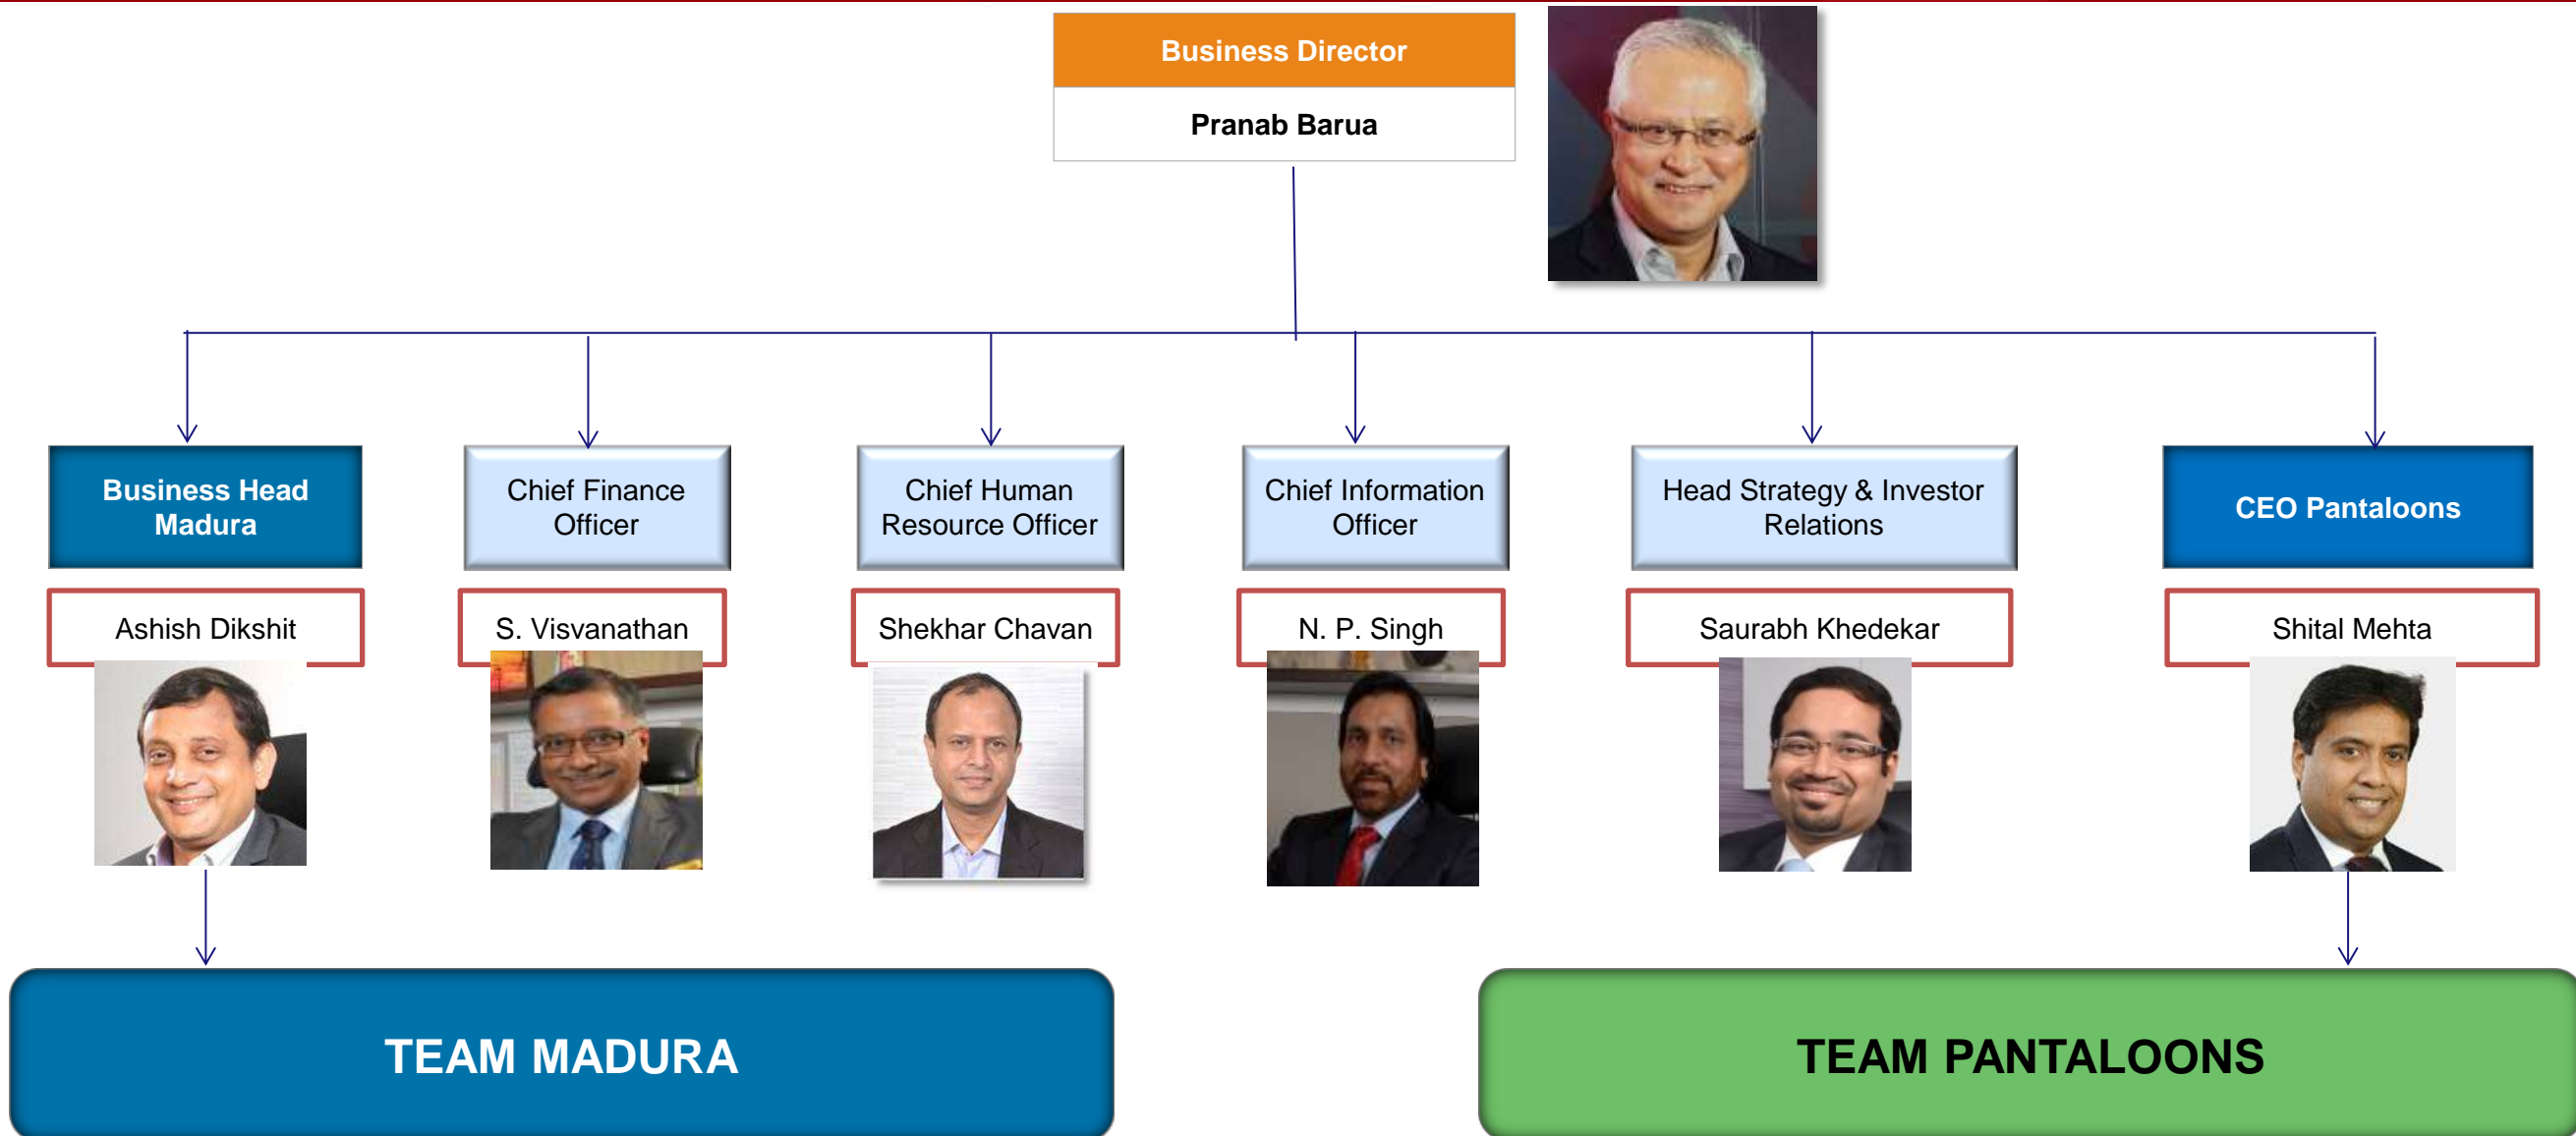 Business Director
Pranab Barua
Business Head
Madura
Chief Finance
Officer
Chief Human
Resource Officer
Chief Information
Officer
Head Strategy & Investor
Relations
CEO Pantaloons
Ashish Dikshit
S. Visvanathan
Shekhar Chavan
N. P. Singh
Saurabh Khedekar
Shital Mehta
TEAM MADURA
TEAM PANTALOONS